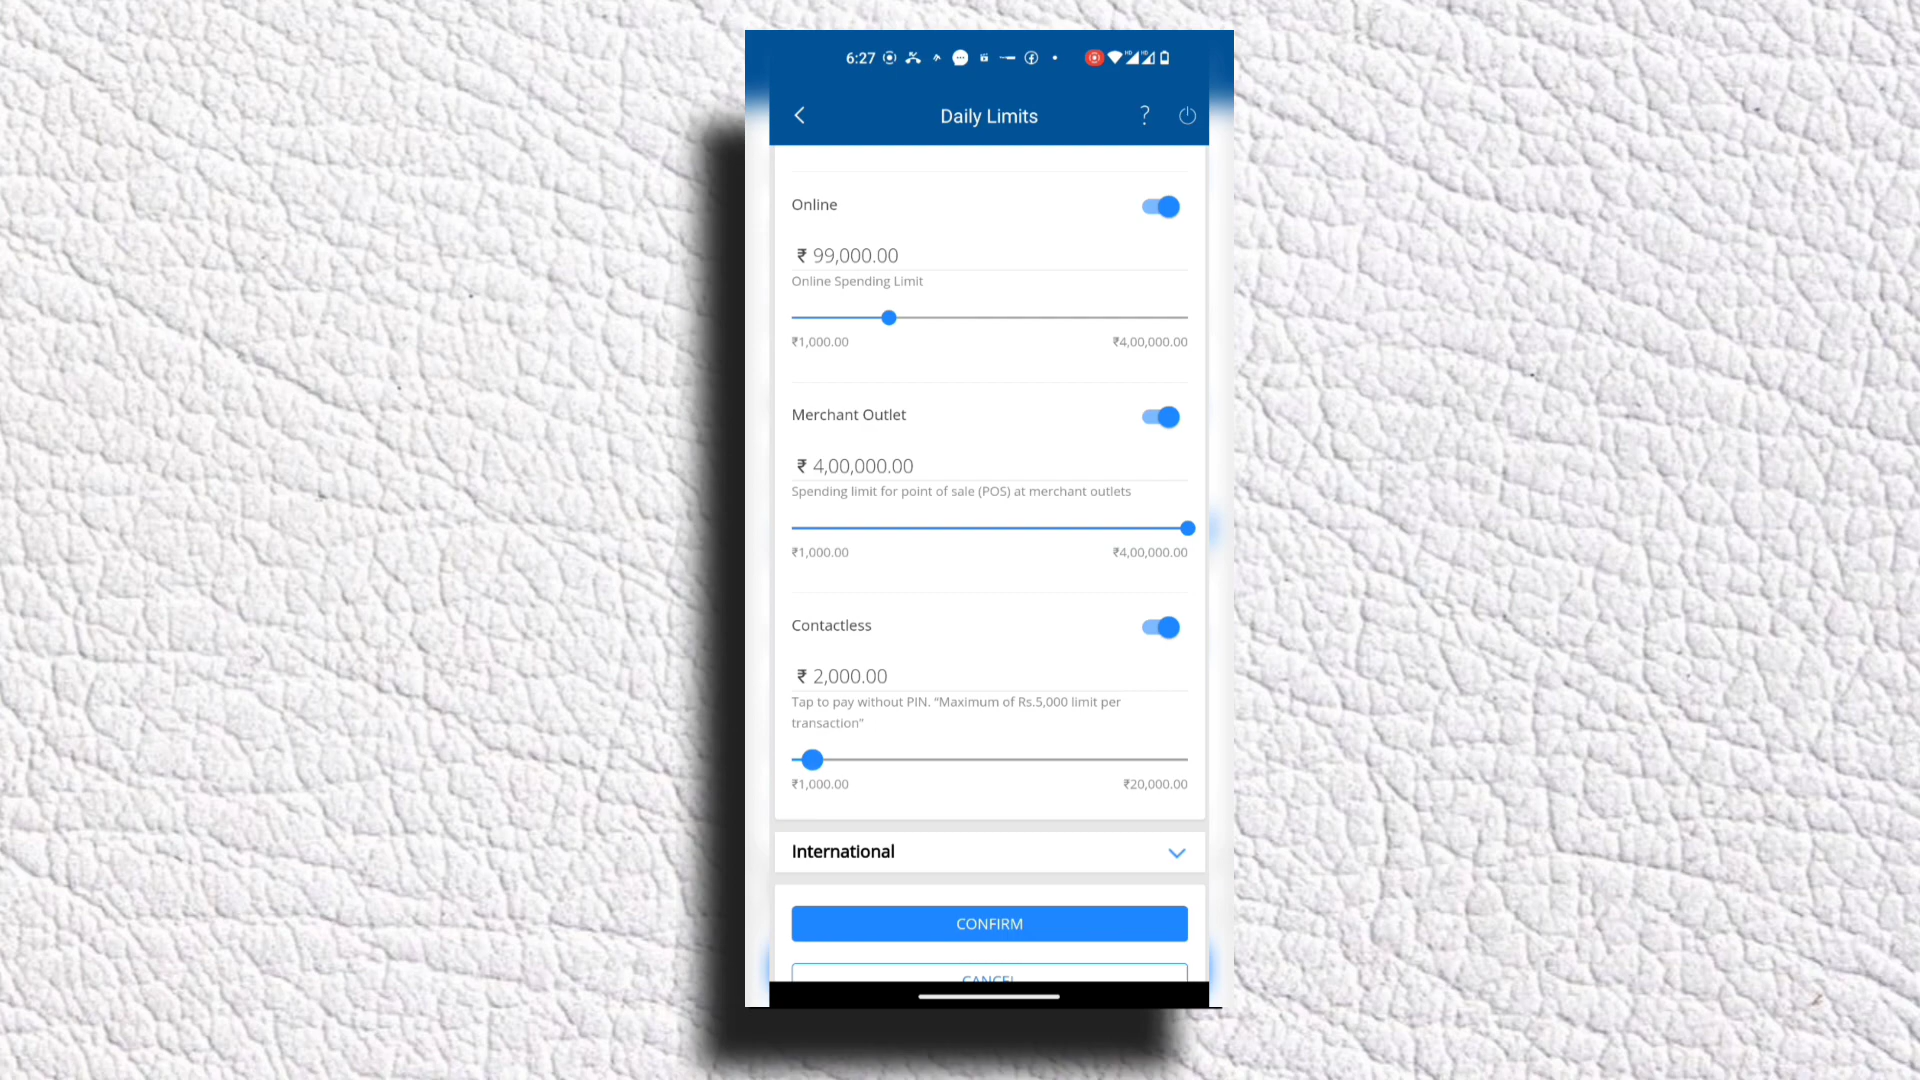 6:27
Daily Limits ?
Online
₹ 99,000.00
Online Spending Limit
₹1,000.00 ₹4,00,000.00
Merchant Outlet
₹ 4,00,000.00
Spending limit for point of sale (POS) at merchant outlets
₹1,000.00 ₹4,00,000.00
Contactless
₹ 2,000.00
Tap to pay without PIN. “Maximum of Rs.5,000 limit per
transaction”
₹1,000.00 ₹20,000.00
International
CONFIRM
CANCEL